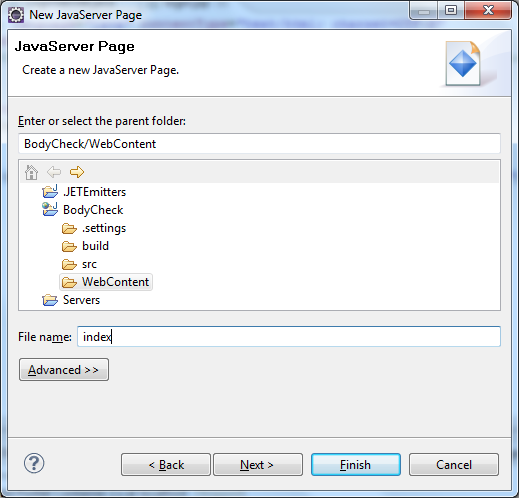 New JavaServer Page
JavaServer Page
Create a new JavaServer Page.
Enter or select the parent folder:
BodyCheck/WebContent
.JETEmitters
BodyCheck
.settings
build
src
WebContent
Servers
File name: index
Advanced >>
? < Back Next > Finish Cancel